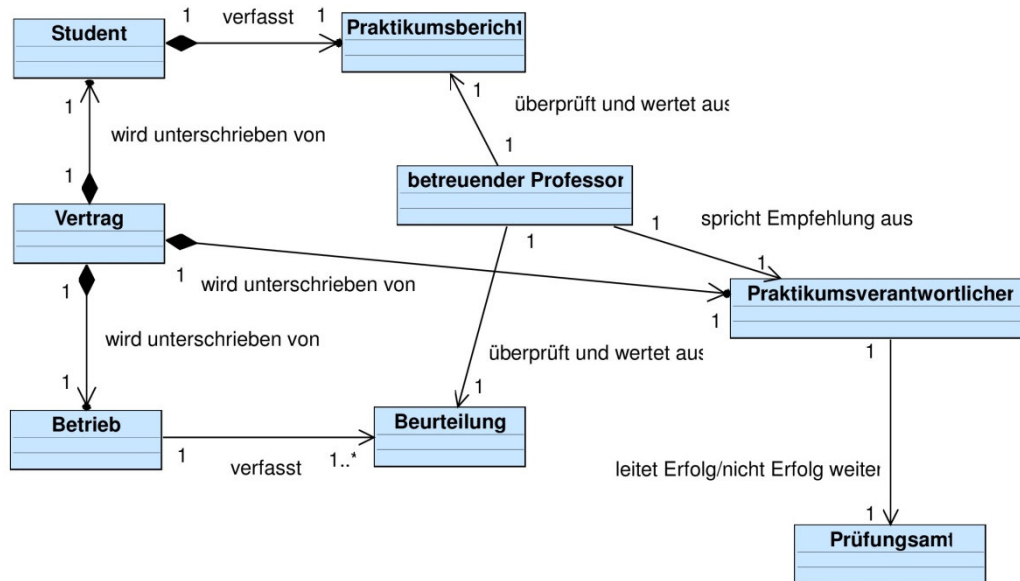 1 verfasst 1
Student
Praktikumsbericht
1
1
überprüft und wertet aus
wird unterschrieben von
1
1
betreuender Professor
Vertrag
1
1
spricht Empfehlung aus
1
wird unterschrieben von
1
1
Praktikumsverantwortlicher
1
wird unterschrieben von
1
überprüft und wertet aus
1
1
Betrieb
Beurteilung
1
verfasst
1..*
leitet Erfolg/nicht Erfolg weiter
1
Prüfungsamt